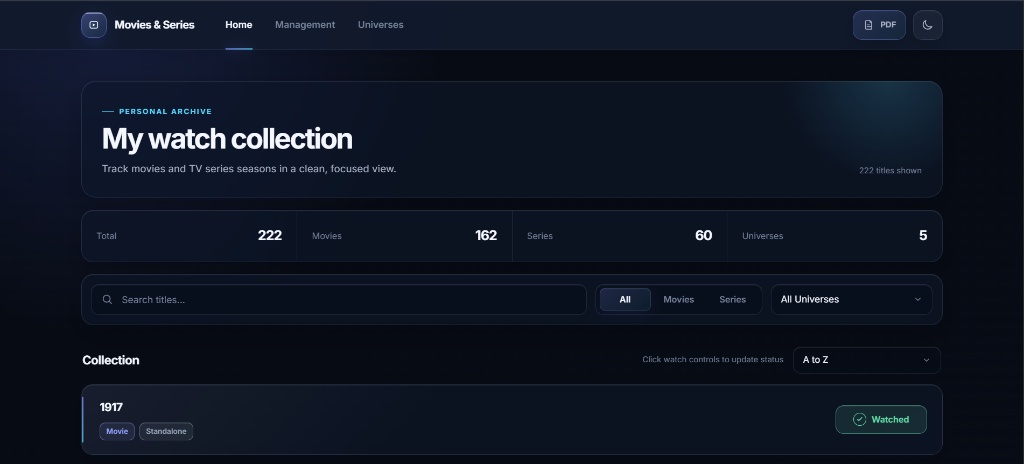 Movies & Series Home Management Universes PDF
PERSONAL ARCHIVE
My watch collection
Track movies and TV series seasons in a clean, focused view.
222 titles shown
Total 222 Movies 162 Series 60 Universes 5
Search titles... All Movies Series All Universes
Collection Click watch controls to update status A to Z
1917
Movie Standalone Watched